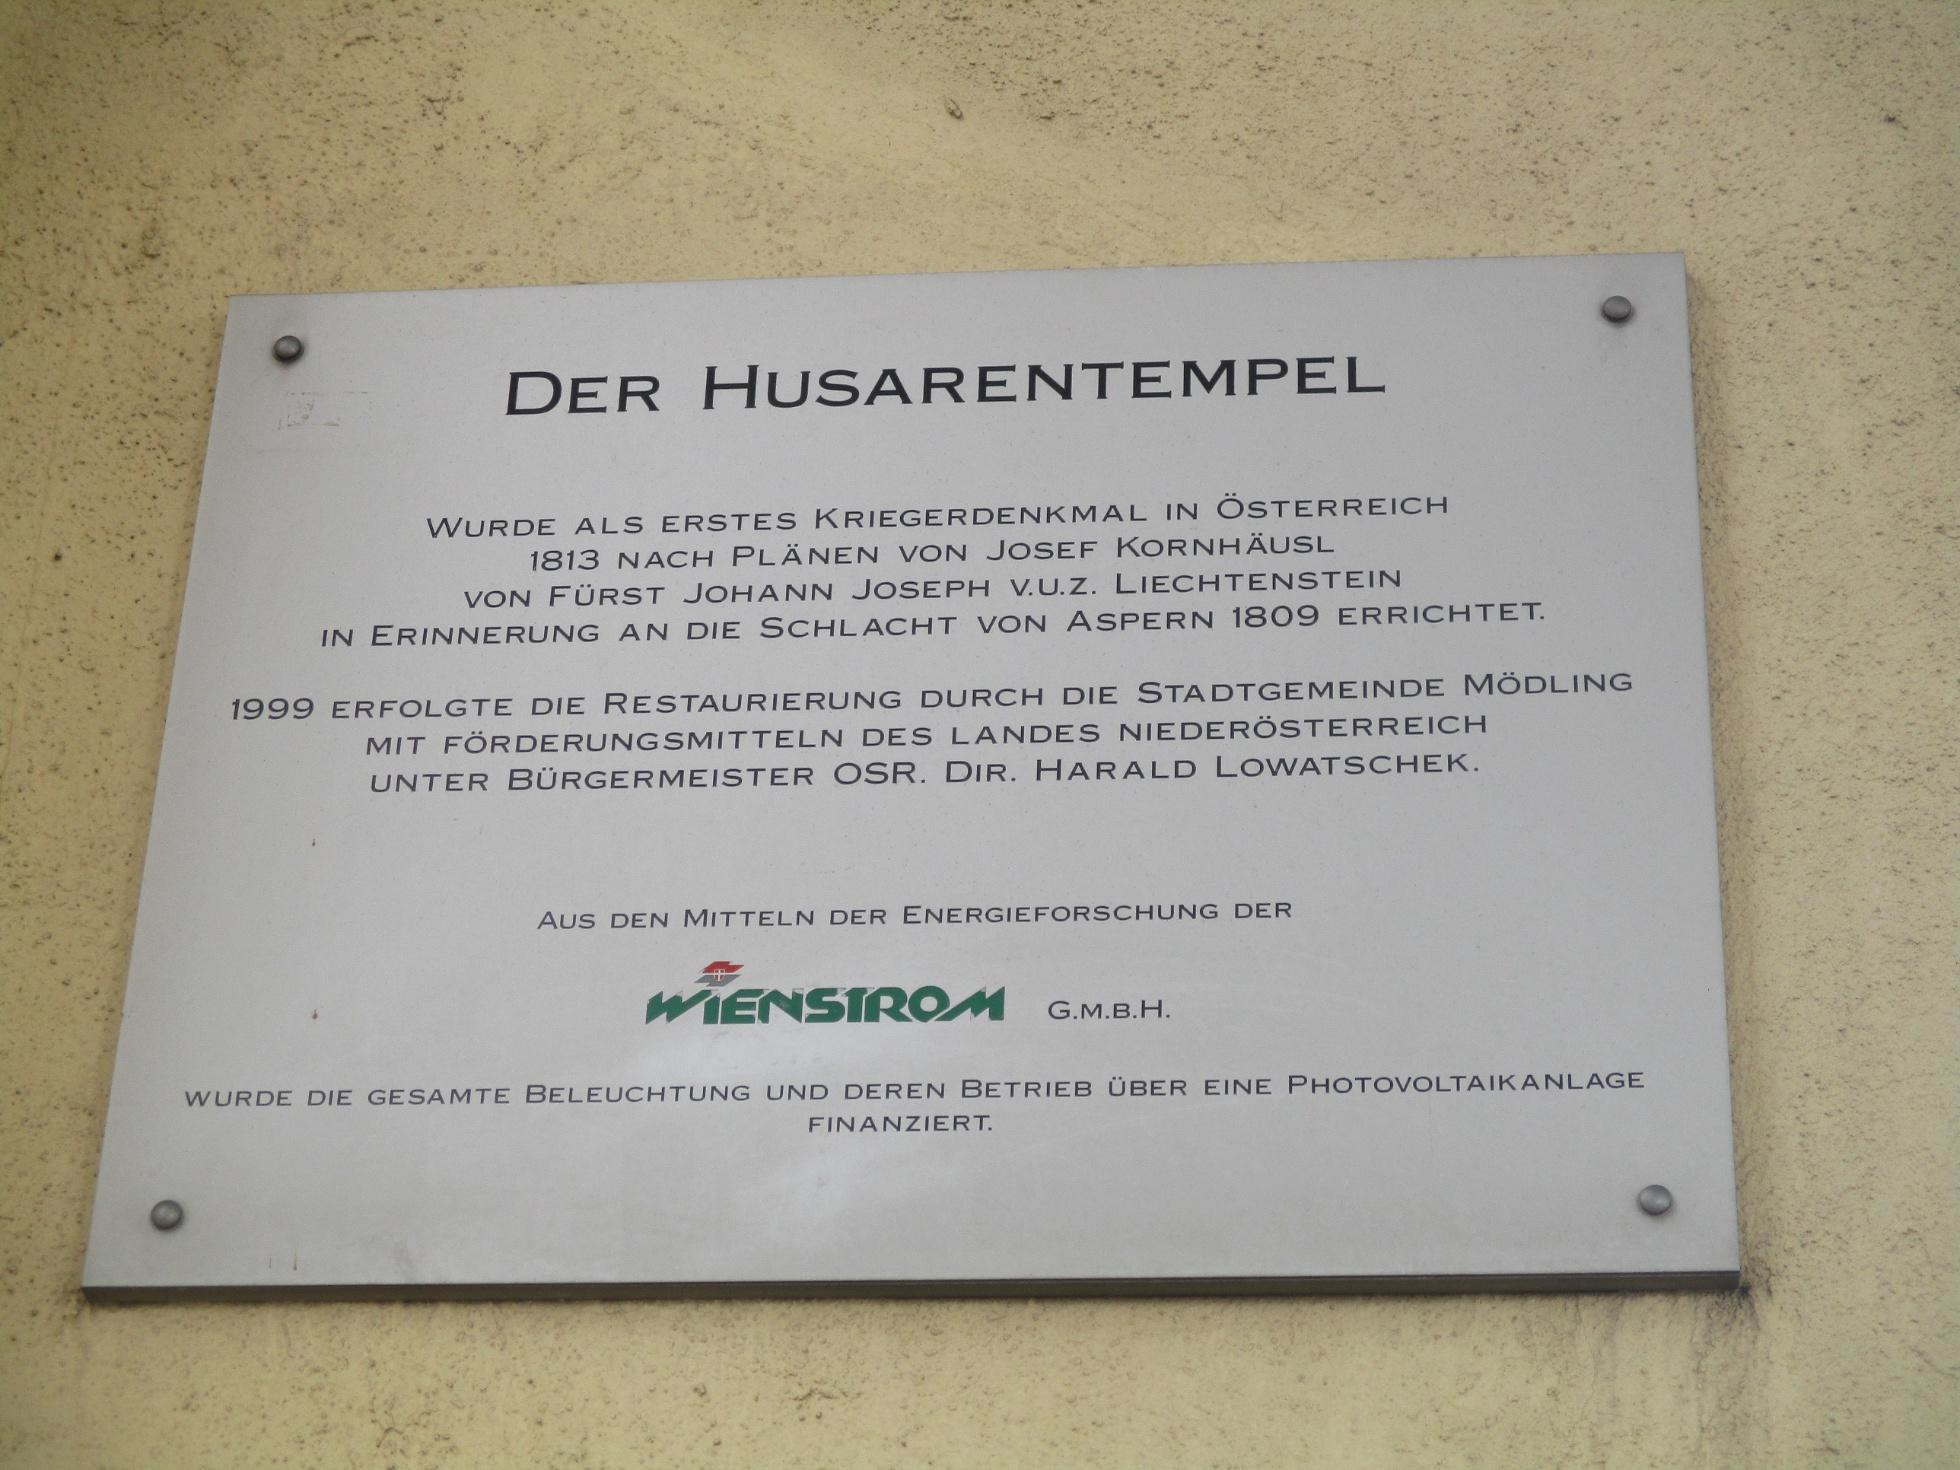 Der Husarentempel
Wurde als erstes Kriegerdenkmal in Österreich
1813 nach Plänen von Josef Kornhäusl
von Fürst Johann Joseph v.u.z. Liechtenstein
in Erinnerung an die Schlacht von Aspern 1809 errichtet.
1999 erfolgte die Restaurierung durch die Stadtgemeinde Mödling
mit Förderungsmitteln des Landes Niederösterreich
unter Bürgermeister OSR. Dir. Harald Lowatschek.
Aus den Mitteln der Energieforschung der
WIENSTROM G.m.b.H.
wurde die gesamte Beleuchtung und deren Betrieb über eine Photovoltaikanlage
finanziert.